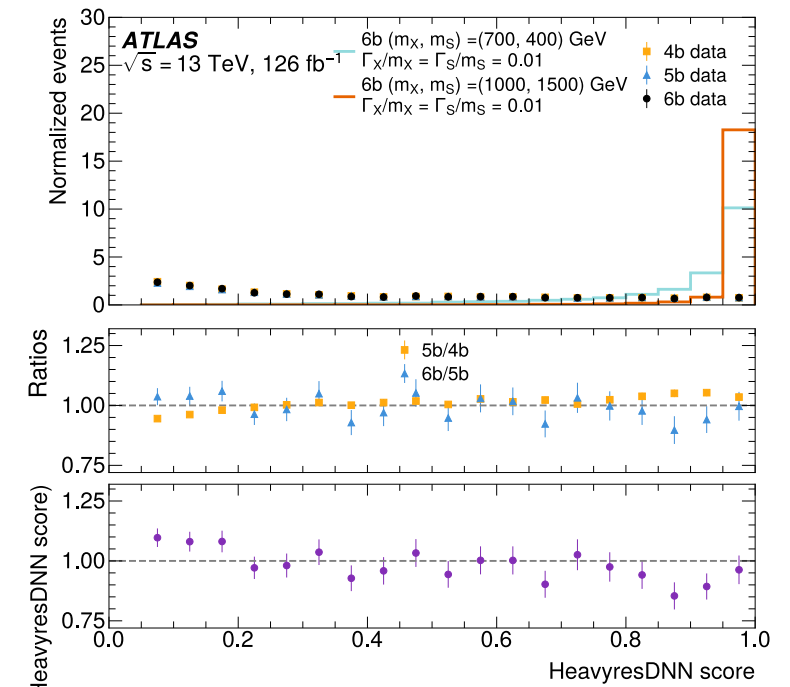 30
25
20
15
10
5
0
Normalized events
ATLAS
√s = 13 TeV, 126 fb⁻¹
6b (mX, mS) =(700, 400) GeV
ΓX/mX = ΓS/mS = 0.01
6b (mX, mS) =(1000, 1500) GeV
ΓX/mX = ΓS/mS = 0.01
4b data
5b data
6b data
1.25
1.00
0.75
Ratios
5b/4b
6b/5b
1.25
1.00
0.75
HeavyresDNN score)
0.0 0.2 0.4 0.6 0.8 1.0
HeavyresDNN score